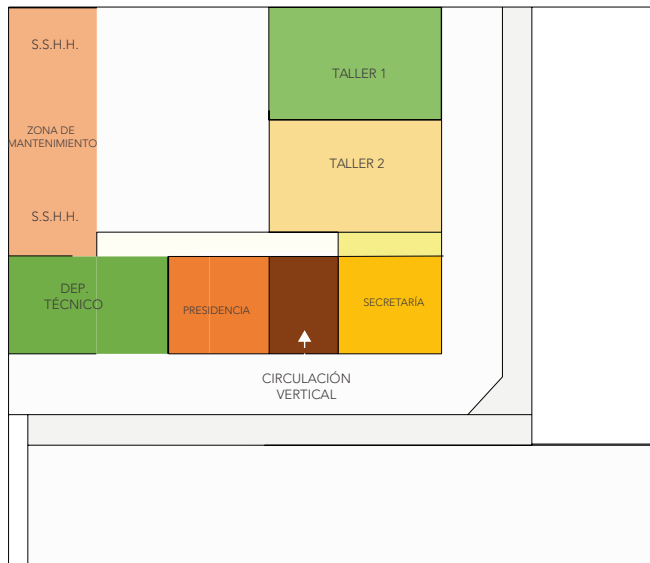 S.S.H.H.
TALLER 1
ZONA DE
MANTENIMIENTO
TALLER 2
S.S.H.H.
DEP.
TÉCNICO
PRESIDENCIA
SECRETARÍA
CIRCULACIÓN
VERTICAL